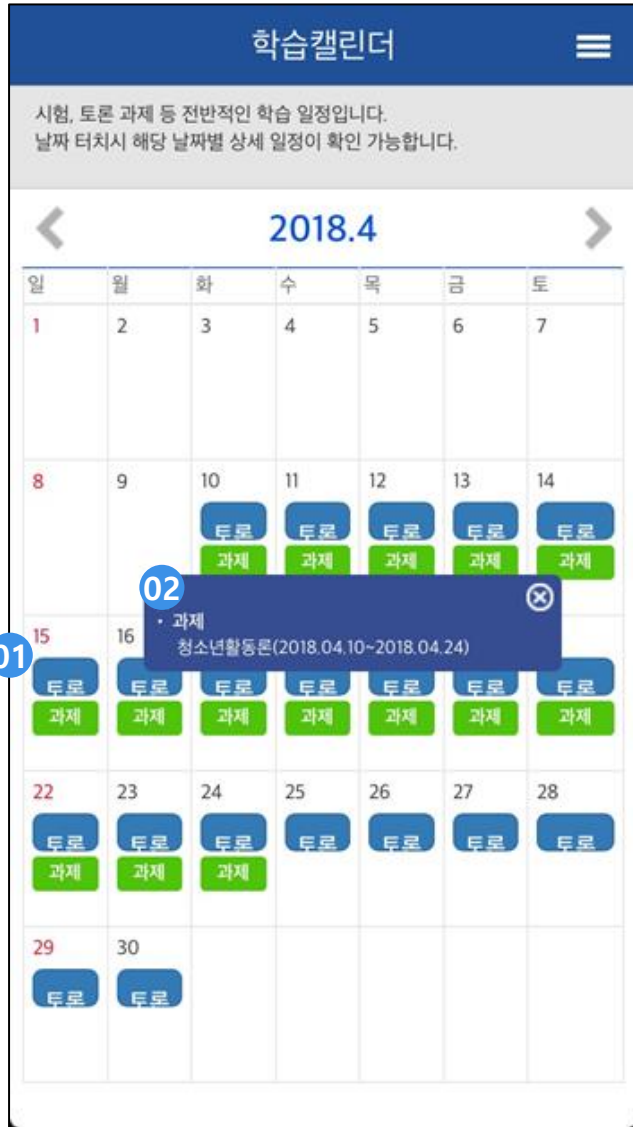 학습캘린더
시험, 토론 과제 등 전반적인 학습 일정입니다.
날짜 터치시 해당 날짜별 상세 일정이 확인 가능합니다.
2018.4
일 월 화 수 목 금 토
1 2 3 4 5 6 7
8 9 10 11 12 13 14
토론 토론 토론 토론 토론
과제 과제 과제 과제 과제
02
• 과제
청소년활동론(2018.04.10~2018.04.24)
01
15 16
토론 토론 토론 토론 토론 토론 토론
과제 과제 과제 과제 과제 과제 과제
22 23 24 25 26 27 28
토론 토론 토론 토론 토론 토론 토론
과제 과제 과제
29 30
토론 토론